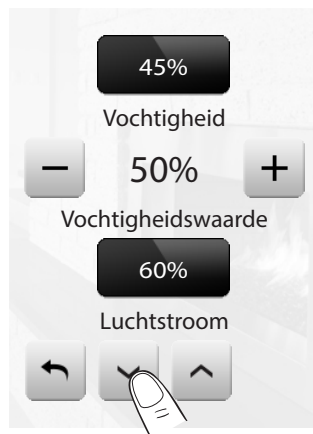 45%
Vochtigheid
− 50% +
Vochtigheidswaarde
60%
Luchtstroom